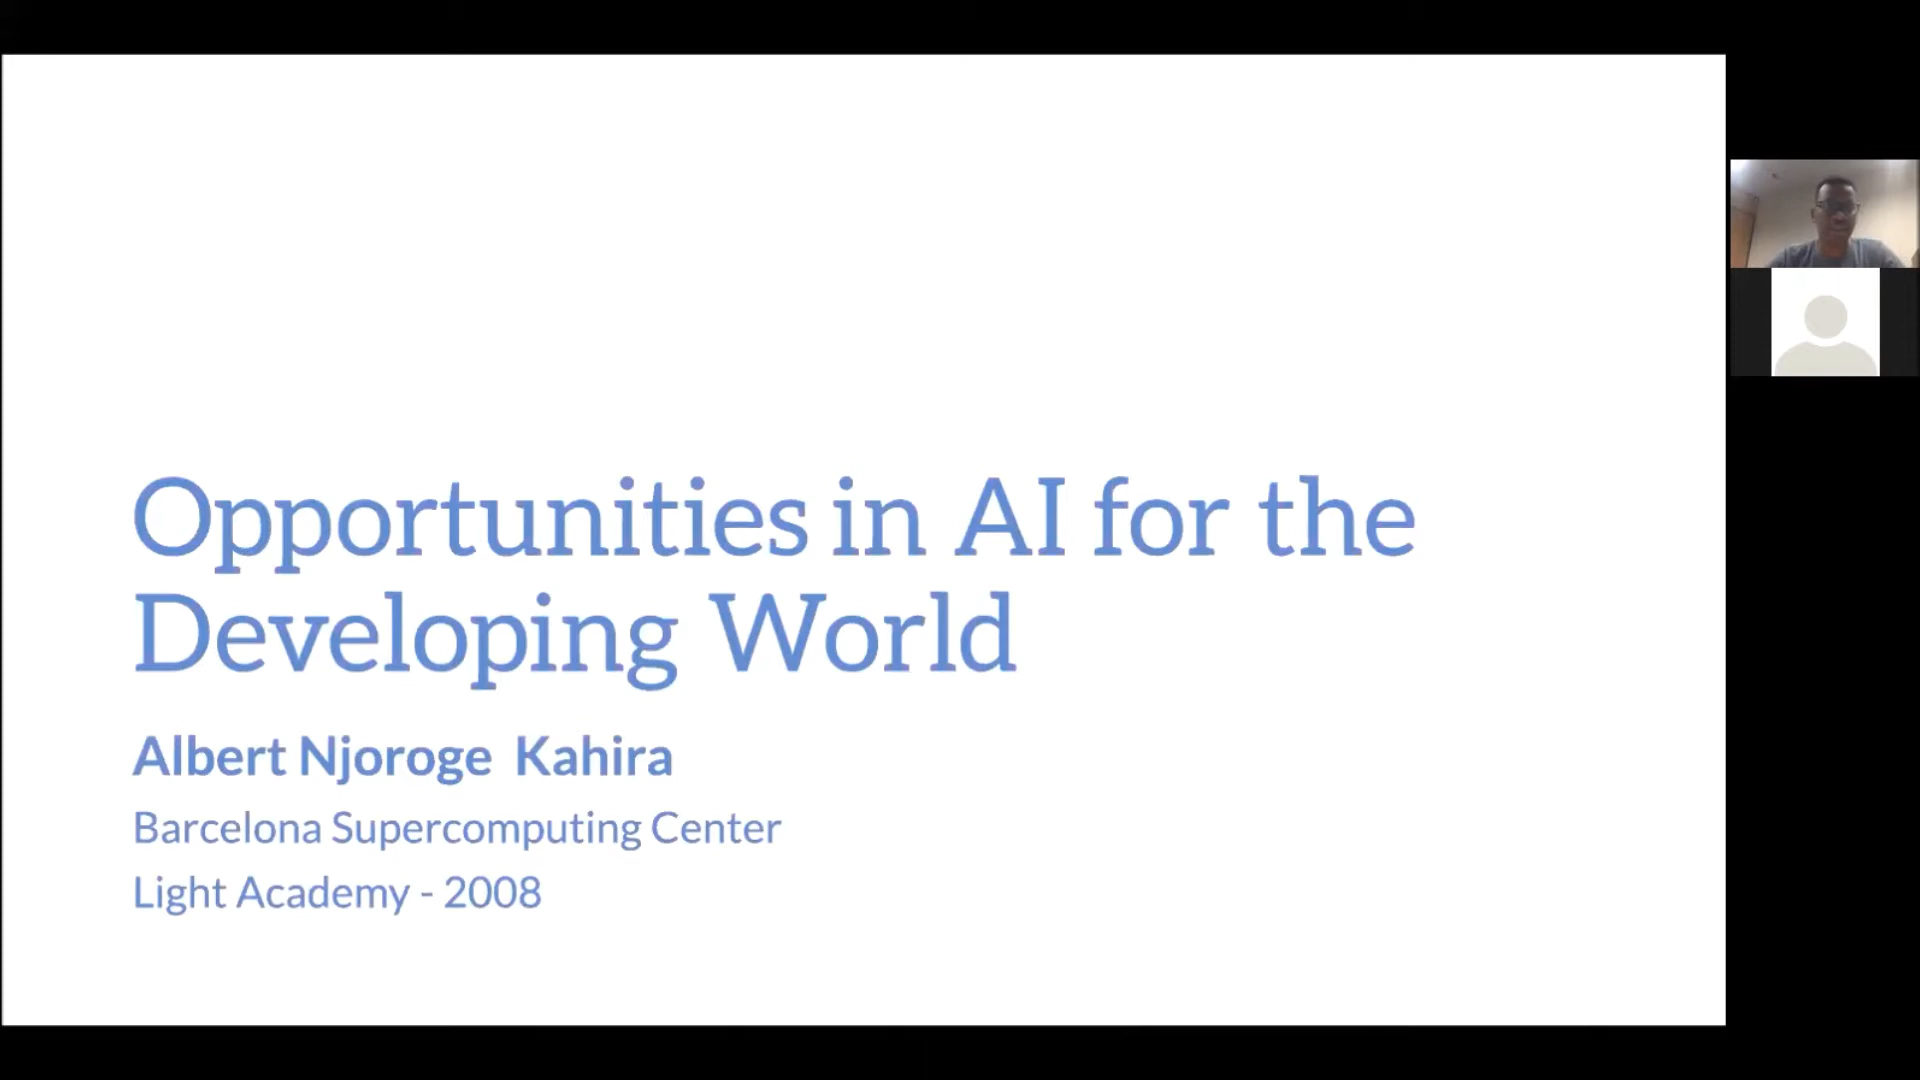 Opportunities in AI for the
Developing World
Albert Njoroge Kahira
Barcelona Supercomputing Center
Light Academy - 2008